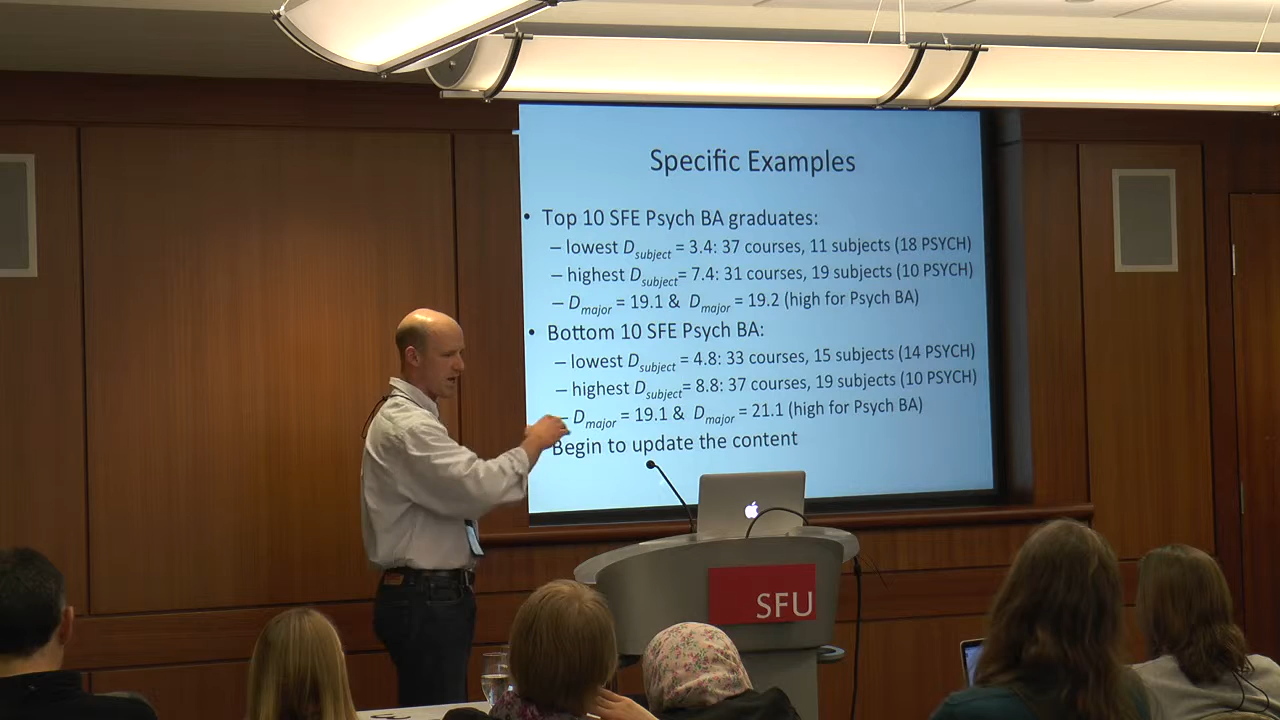 Specific Examples
• Top 10 SFE Psych BA graduates:
– lowest Dsubject = 3.4: 37 courses, 11 subjects (18 PSYCH)
– highest Dsubject= 7.4: 31 courses, 19 subjects (10 PSYCH)
– Dmajor = 19.1 & Dmajor = 19.2 (high for Psych BA)
• Bottom 10 SFE Psych BA:
– lowest Dsubject = 4.8: 33 courses, 15 subjects (14 PSYCH)
– highest Dsubject= 8.8: 37 courses, 19 subjects (10 PSYCH)
– Dmajor = 19.1 & Dmajor = 21.1 (high for Psych BA)
Begin to update the content
SFU